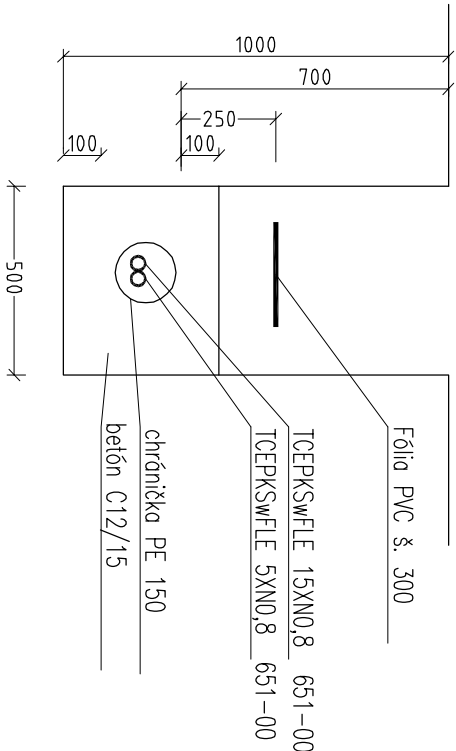 1000
700
250
100
100
500
Fólia PVC š. 300
TCEPKSwFLE 15XN0,8 651-00
TCEPKSwFLE 5XN0,8 651-00
chránička PE 150
betón C12/15